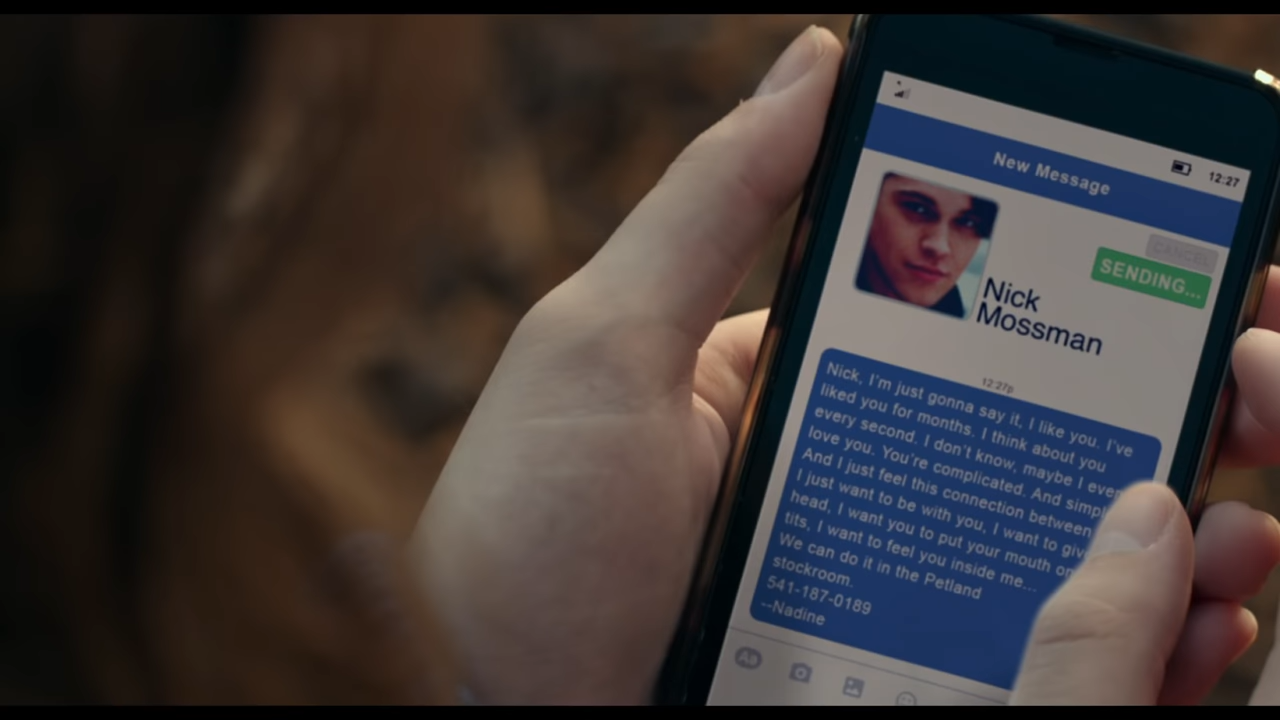 12:27
New Message
CANCEL
SENDING...
Nick
Mossman
12:27p
Nick, I'm just gonna say it, I like you. I've
liked you for months. I think about you
every second. I don't know, maybe I even
love you. You're complicated. And
And I just feel this connection between
I just want to be with you, I want to
head, I want you to put your mouth
tits, I want to feel you inside me...
We can do it in the Petland
stockroom.
541-187-0189
--Nadine
Aa